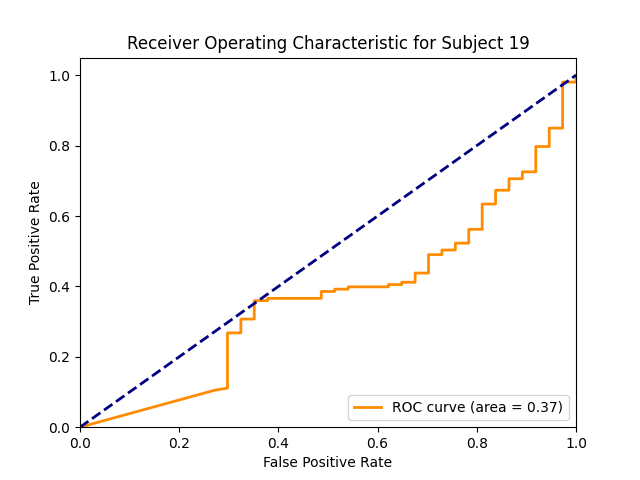 Receiver Operating Characteristic for Subject 19
True Positive Rate
1.0
0.8
0.6
0.4
0.2
0.0
ROC curve (area = 0.37)
0.0 0.2 0.4 0.6 0.8 1.0
False Positive Rate